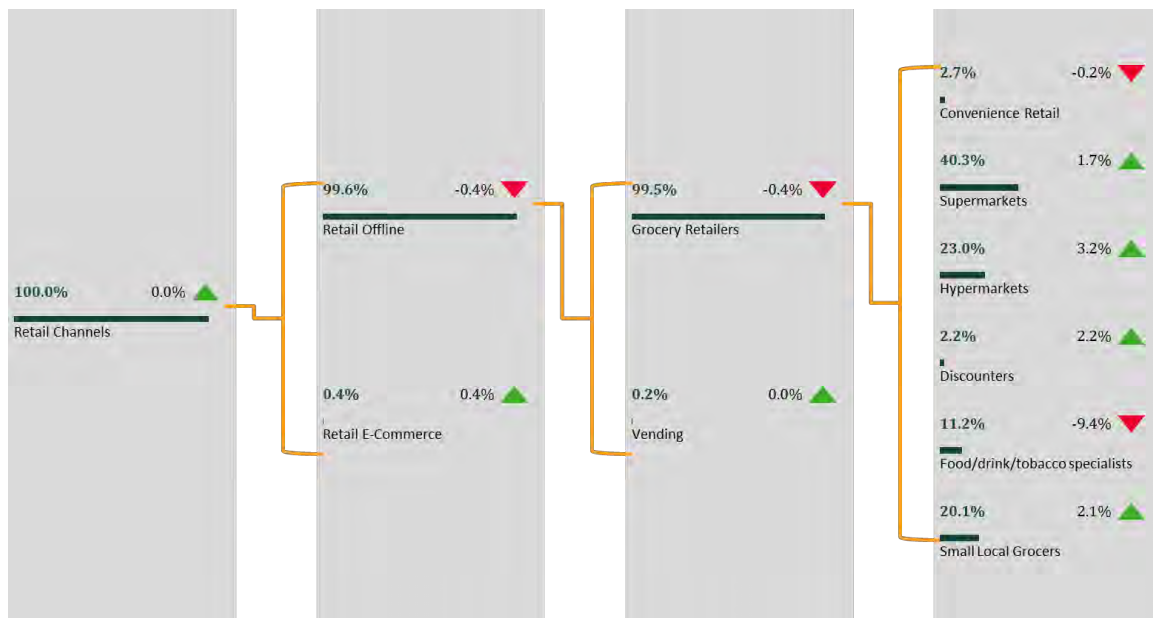 100.0% 0.0%
Retail Channels
99.6% -0.4%
Retail Offline
0.4% 0.4%
Retail E-Commerce
99.5% -0.4%
Grocery Retailers
0.2% 0.0%
Vending
2.7% -0.2%
Convenience Retail
40.3% 1.7%
Supermarkets
23.0% 3.2%
Hypermarkets
2.2% 2.2%
Discounters
11.2% -9.4%
Food/drink/tobacco specialists
20.1% 2.1%
Small Local Grocers